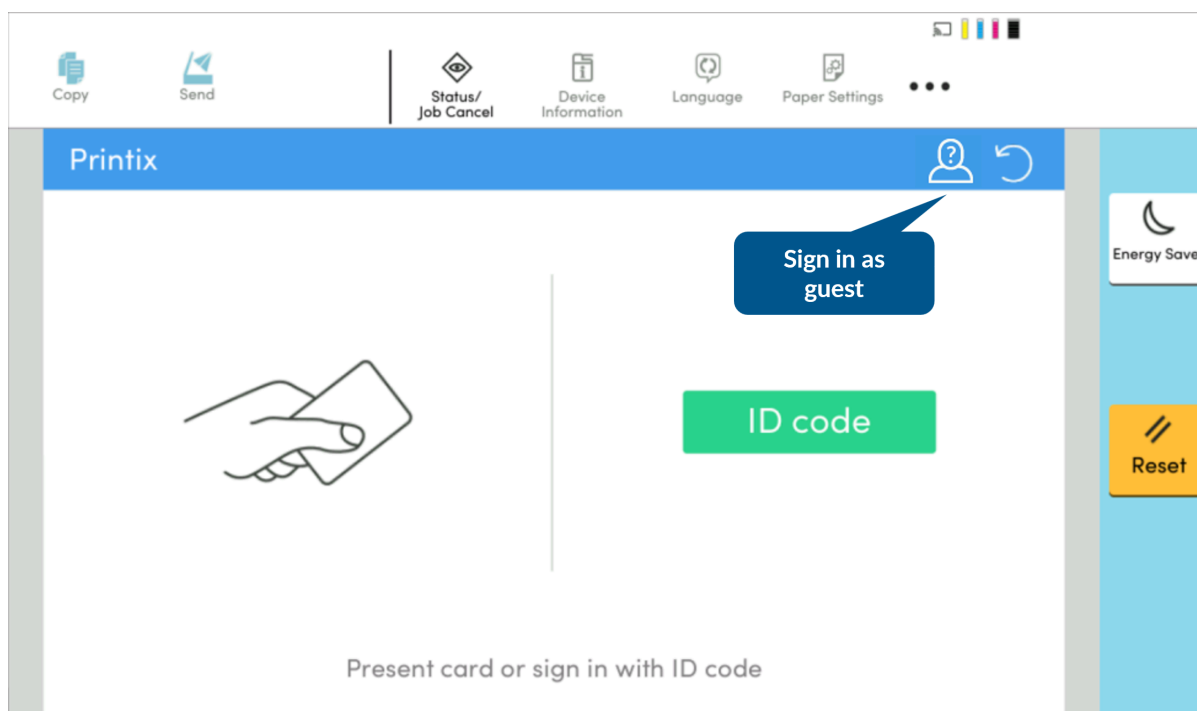 Copy
Send
Status/
Job Cancel
Device
Information
Language
Paper Settings
Printix
?
Sign in as
guest
Energy Save
ID code
Reset
Present card or sign in with ID code